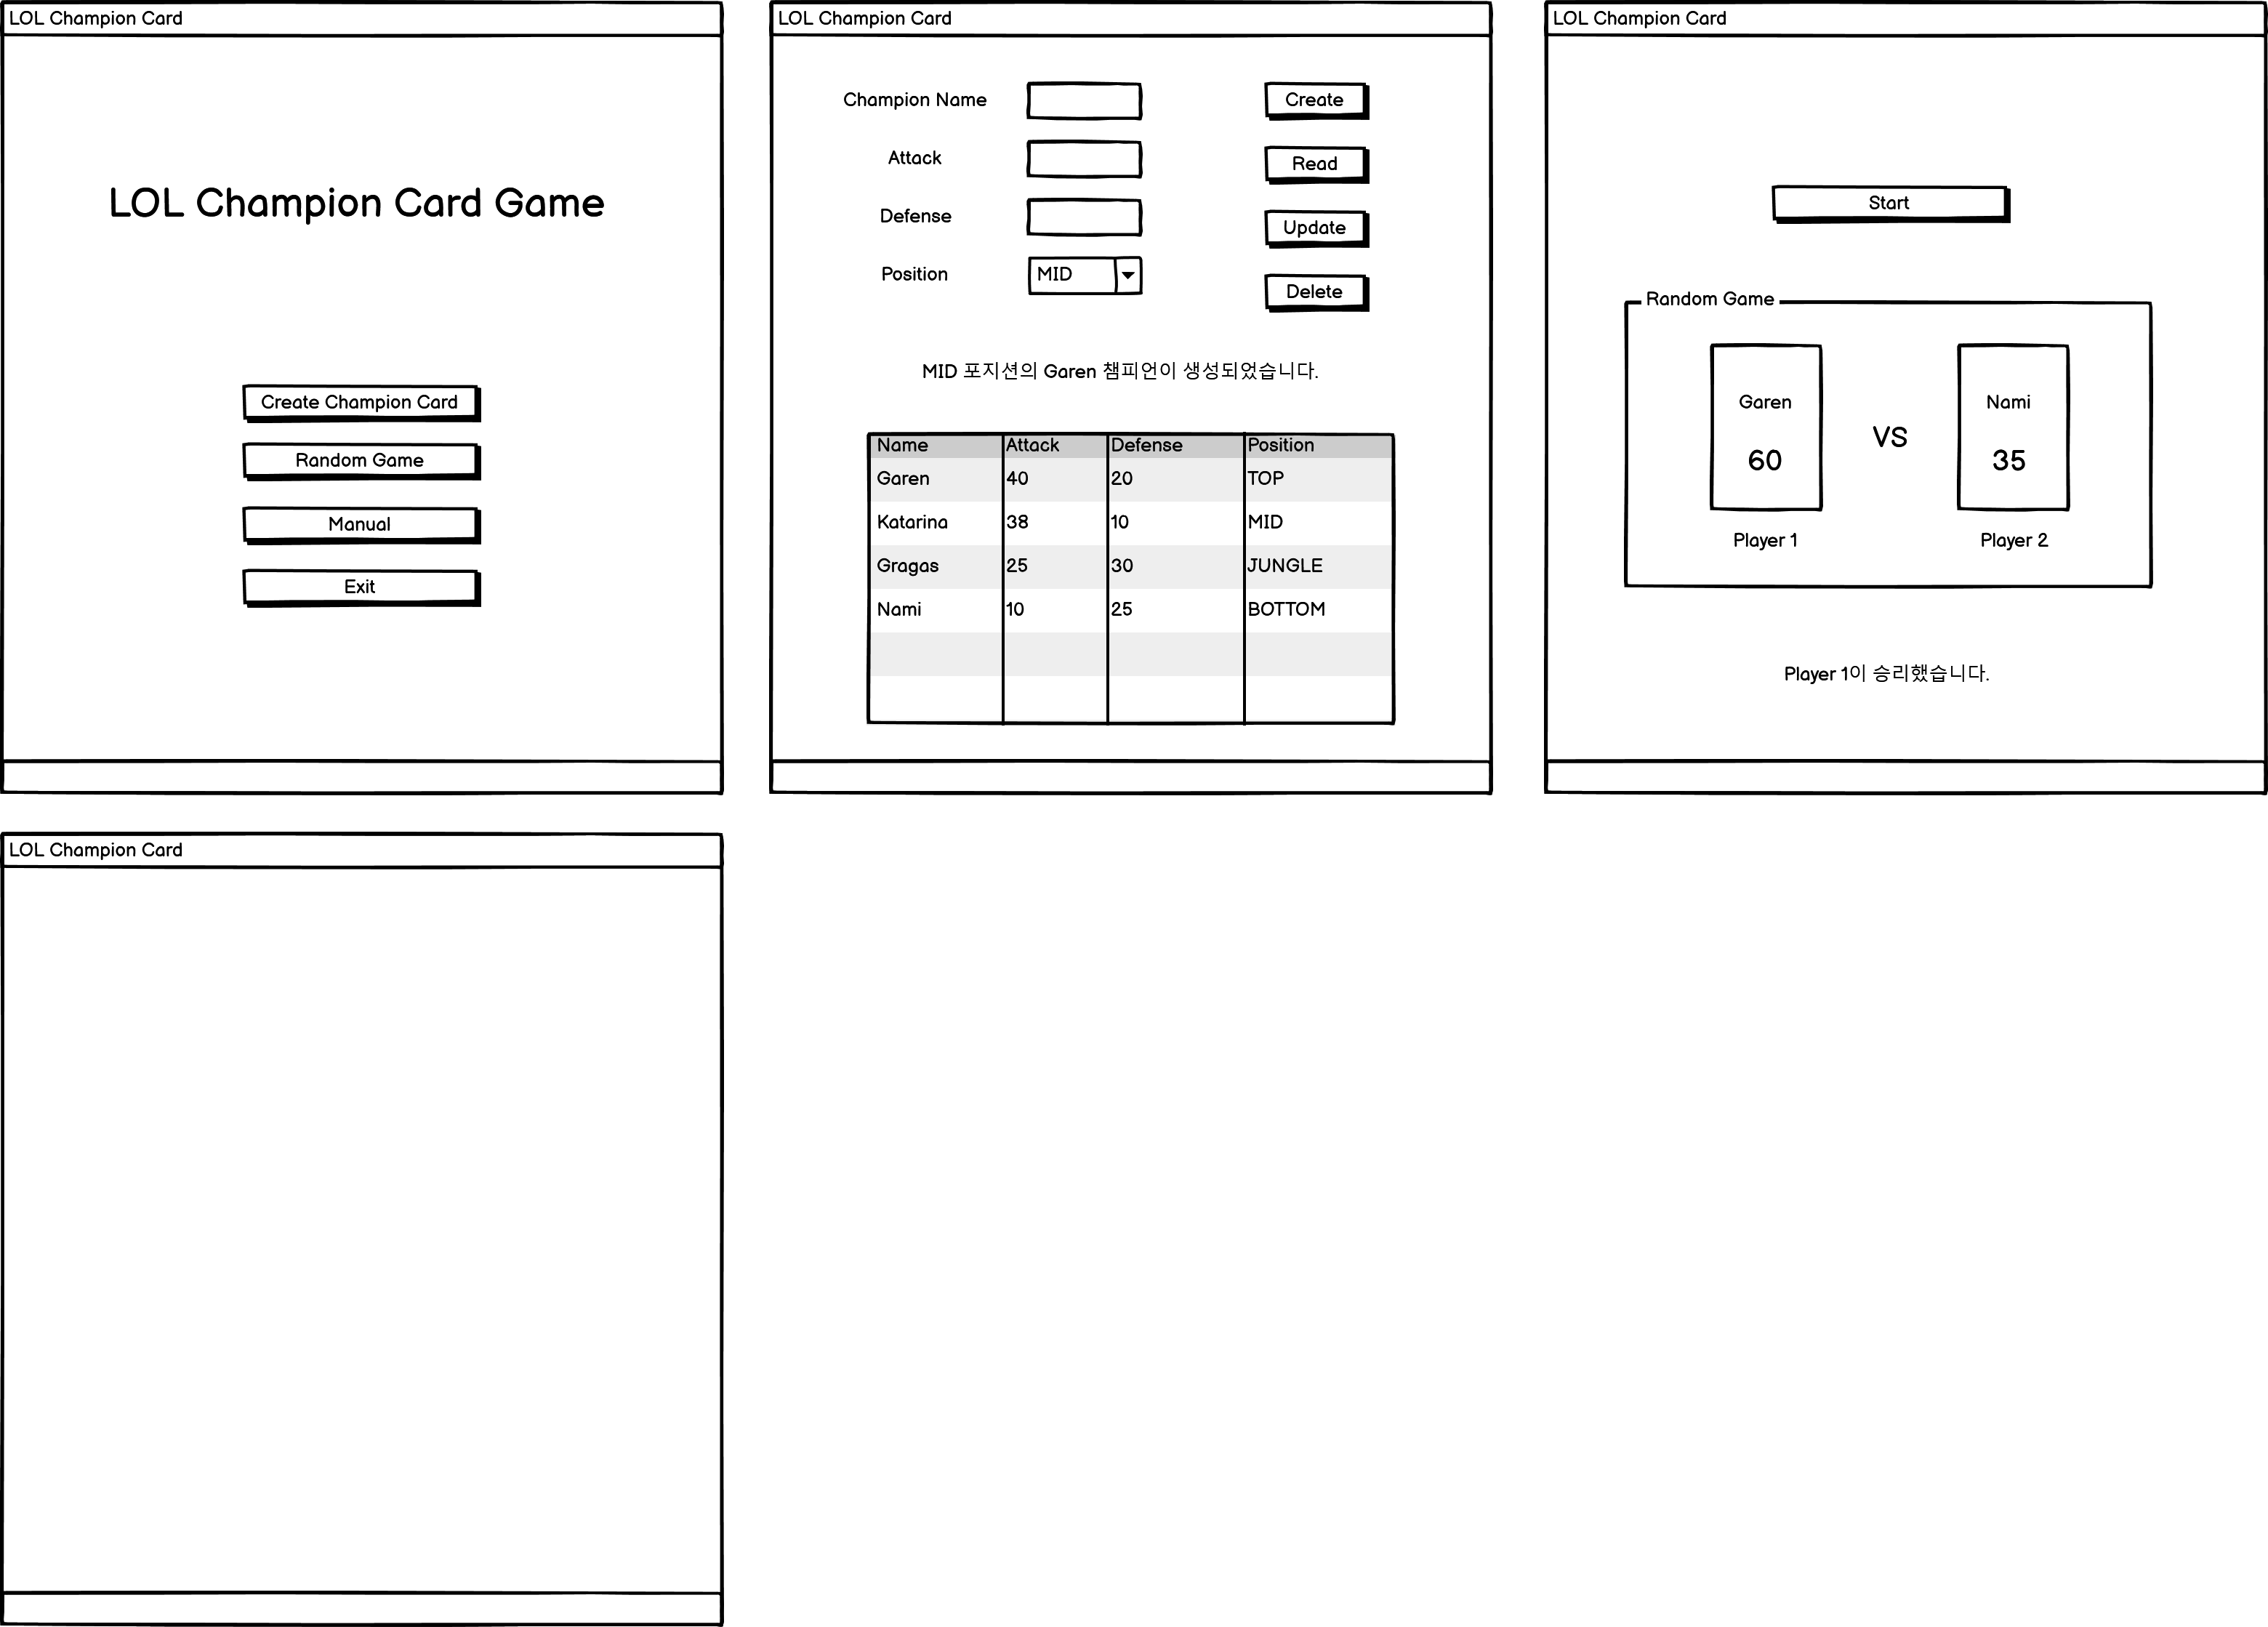 LOL Champion Card
LOL Champion Card Game
Create Champion Card
Random Game
Manual
Exit
LOL Champion Card
Champion Name
Attack
Defense
Position
MID
Create
Read
Update
Delete
MID 포지션의 Garen 챔피언이 생성되었습니다.
Name Attack Defense Position
Garen 40 20 TOP
Katarina 38 10 MID
Gragas 25 30 JUNGLE
Nami 10 25 BOTTOM
LOL Champion Card
Start
Random Game
Garen
60
VS
Nami
35
Player 1
Player 2
Player 1이 승리했습니다.
LOL Champion Card